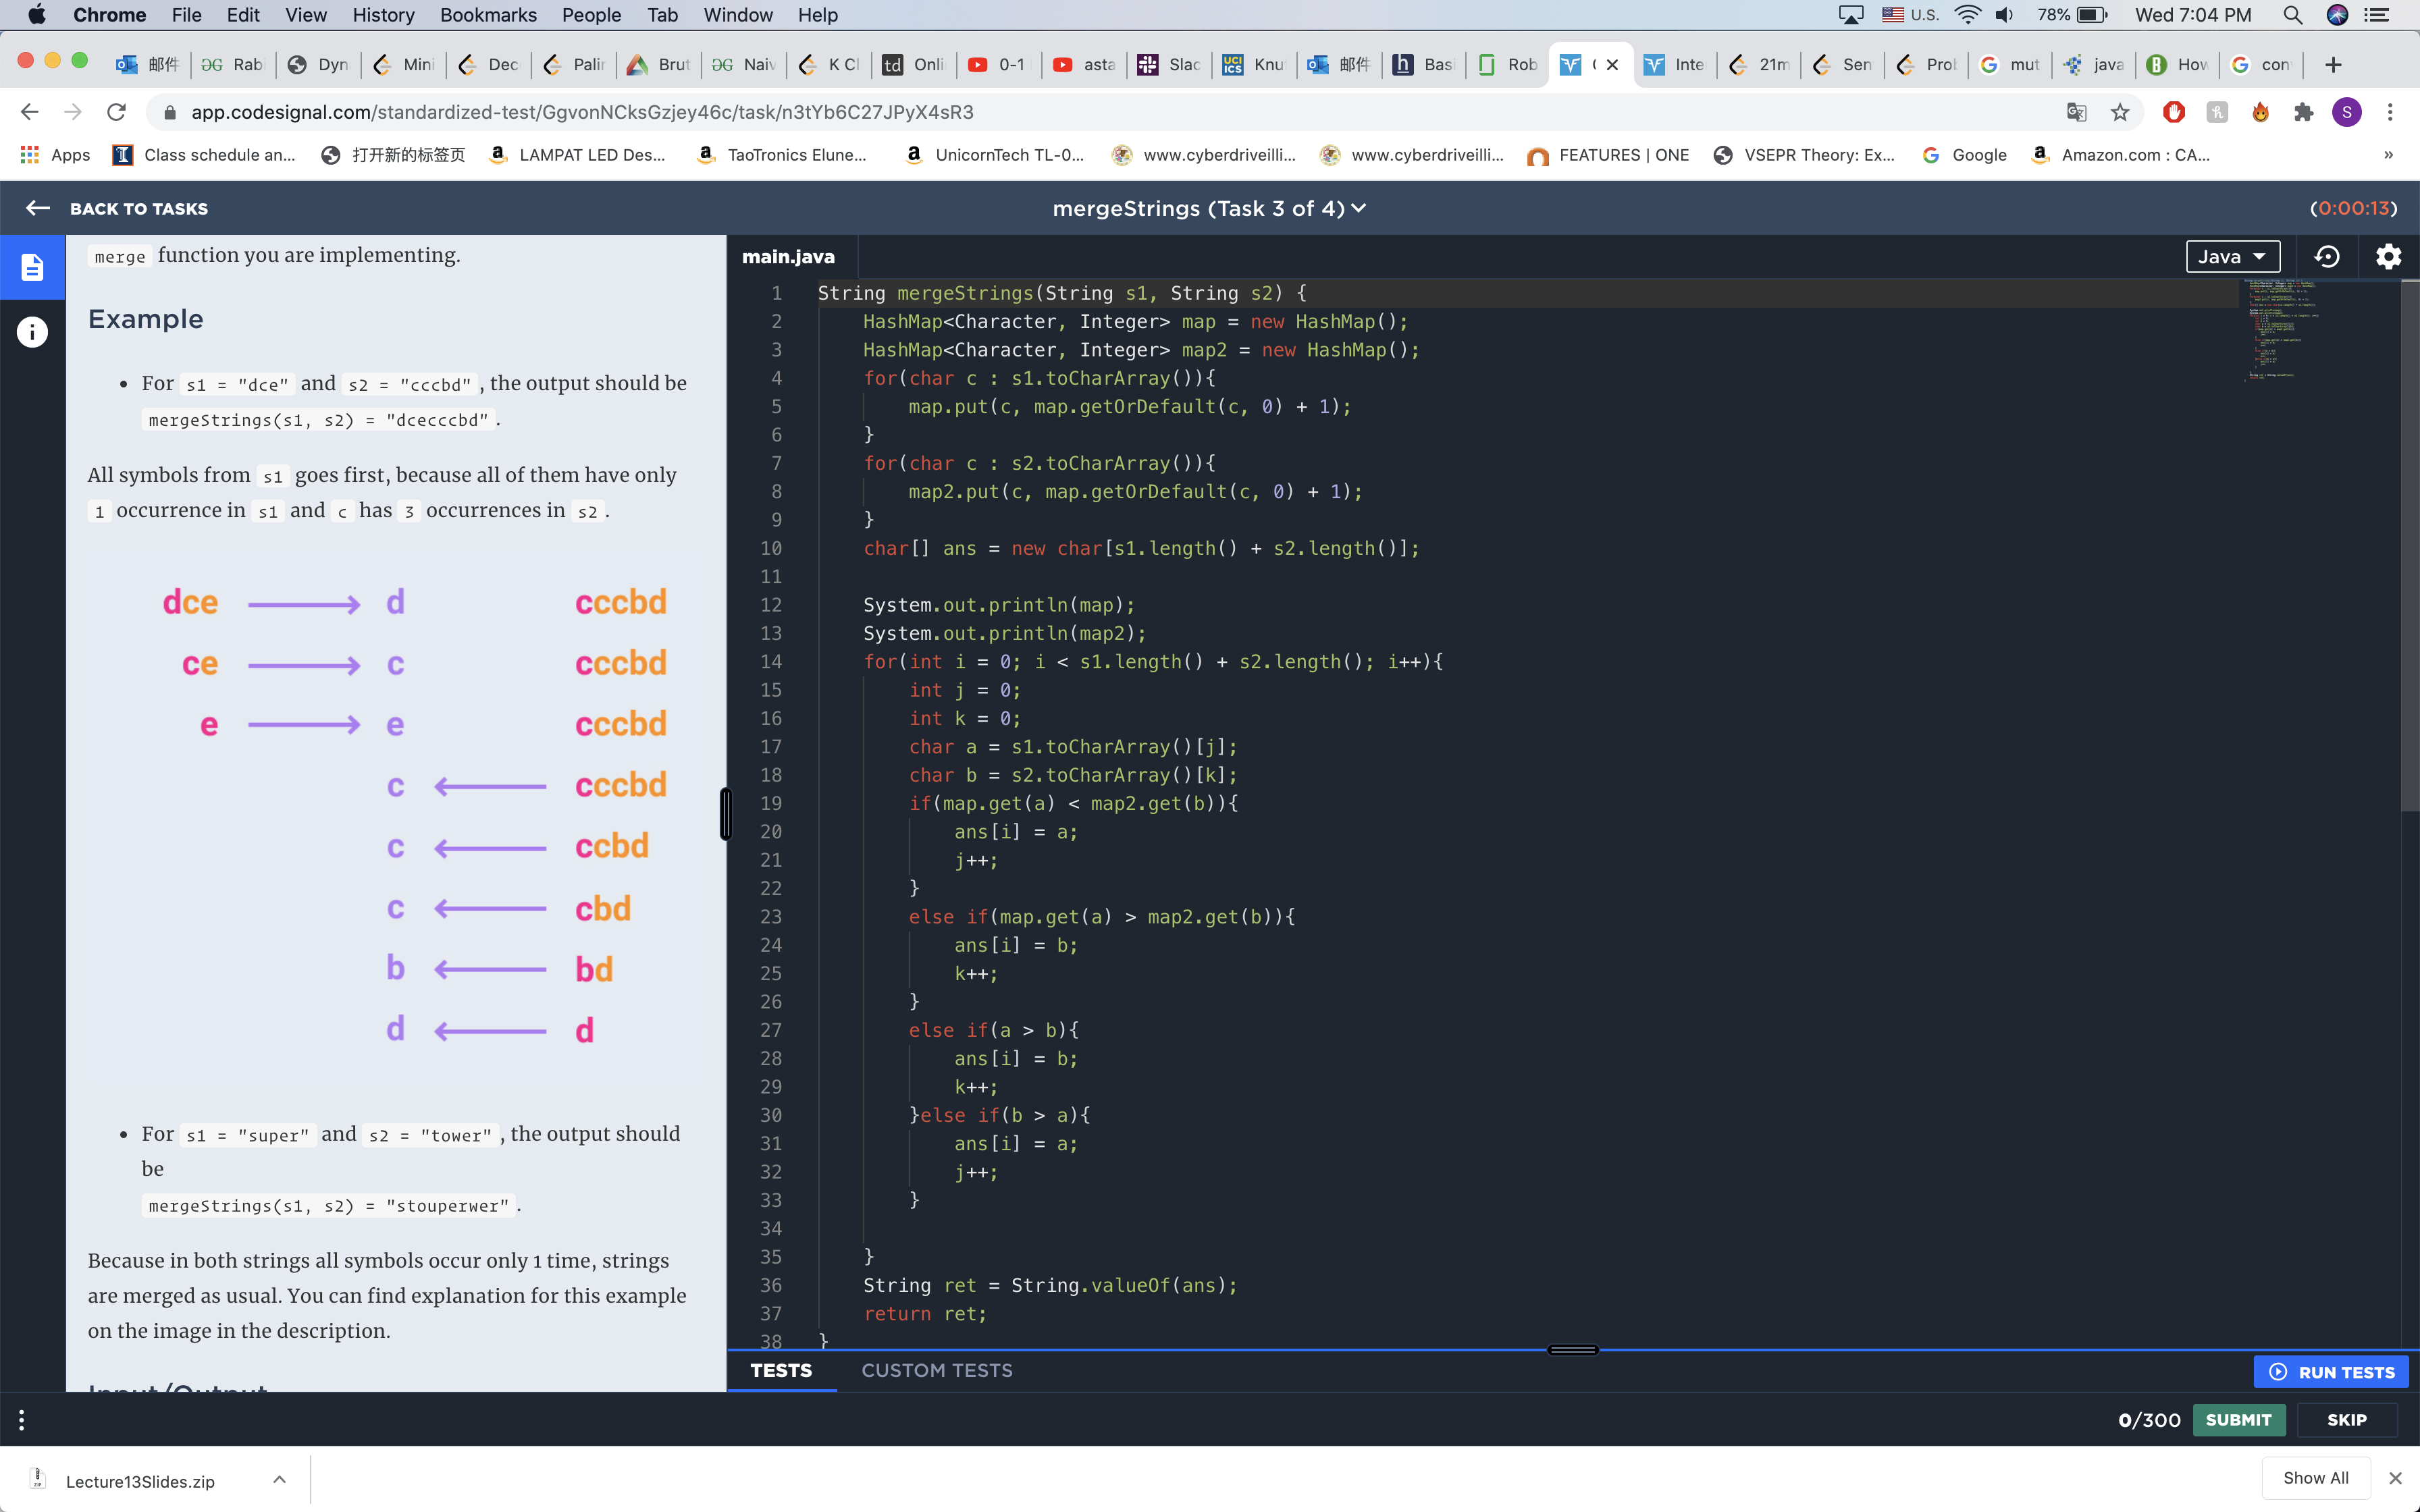 Chrome File Edit View History Bookmarks People Tab Window Help U.S. 78% Wed 7:04 PM
邮件 Rab Dyn Mini Dec Palin Brut Naiv K Cl td Onli 0-1 asta Slac UCI ICS Knu 邮件 h Basi Rob Inte 21m Sen Prob mut java How con
app.codesignal.com/standardized-test/GgvonNCksGzjey46c/task/n3tYb6C27JPyX4sR3 S
Apps Class schedule an... 打开新的标签页 LAMPAT LED Des... TaoTronics Elune... UnicornTech TL-0... www.cyberdriveilli... www.cyberdriveilli... FEATURES | ONE VSEPR Theory: Ex... Google Amazon.com : CA... »
BACK TO TASKS mergeStrings (Task 3 of 4) (0:00:13)
merge function you are implementing.
Example
• For s1 = "dce" and s2 = "cccbd" , the output should be
mergeStrings(s1, s2) = "dcecccbd" .
All symbols from s1 goes first, because all of them have only
1 occurrence in s1 and c has 3 occurrences in s2 .
dce d cccbd
ce c cccbd
e e cccbd
c cccbd
c ccbd
c cbd
b bd
d d
• For s1 = "super" and s2 = "tower" , the output should
be
mergeStrings(s1, s2) = "stouperwer" .
Because in both strings all symbols occur only 1 time, strings
are merged as usual. You can find explanation for this example
on the image in the description.
Input/Output
main.java Java
1 String mergeStrings(String s1, String s2) {
2 HashMap<Character, Integer> map = new HashMap();
3 HashMap<Character, Integer> map2 = new HashMap();
4 for(char c : s1.toCharArray()){
5 map.put(c, map.getOrDefault(c, 0) + 1);
6 }
7 for(char c : s2.toCharArray()){
8 map2.put(c, map.getOrDefault(c, 0) + 1);
9 }
10 char[] ans = new char[s1.length() + s2.length()];
11
12 System.out.println(map);
13 System.out.println(map2);
14 for(int i = 0; i < s1.length() + s2.length(); i++){
15 int j = 0;
16 int k = 0;
17 char a = s1.toCharArray()[j];
18 char b = s2.toCharArray()[k];
19 if(map.get(a) < map2.get(b)){
20 ans[i] = a;
21 j++;
22 }
23 else if(map.get(a) > map2.get(b)){
24 ans[i] = b;
25 k++;
26 }
27 else if(a > b){
28 ans[i] = b;
29 k++;
30 }else if(b > a){
31 ans[i] = a;
32 j++;
33 }
34
35 }
36 String ret = String.valueOf(ans);
37 return ret;
38 }
TESTS CUSTOM TESTS RUN TESTS
0/300 SUBMIT SKIP
Lecture13Slides.zip Show All